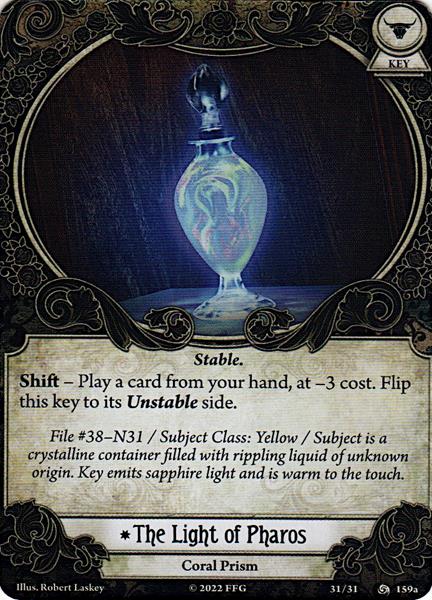 KEY
Stable.
Shift – Play a card from your hand, at –3 cost. Flip
this key to its Unstable side.
File #38–N31 / Subject Class: Yellow / Subject is a
crystalline container filled with rippling liquid of unknown
origin. Key emits sapphire light and is warm to the touch.
*The Light of Pharos
Coral Prism
Illus. Robert Laskey © 2022 FFG 31/31 159a